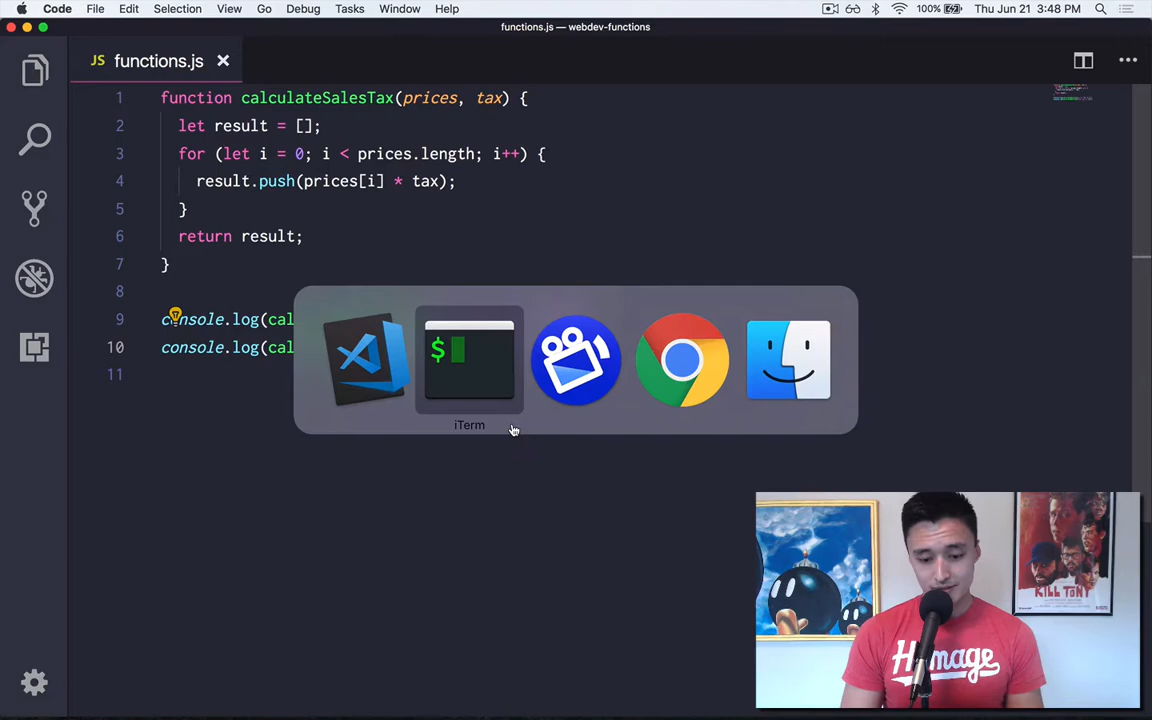 Code File Edit Selection View Go Debug Tasks Window Help 100% Thu Jun 21 3:48 PM
functions.js — webdev-functions
JS functions.js
1 function calculateSalesTax(prices, tax) {
2 let result = [];
3 for (let i = 0; i < prices.length; i++) {
4 result.push(prices[i] * tax);
5 }
6 return result;
7 }
8
9 console.log(cal
10 console.log(cal
11
$
iTerm
KILL TONY
Homage